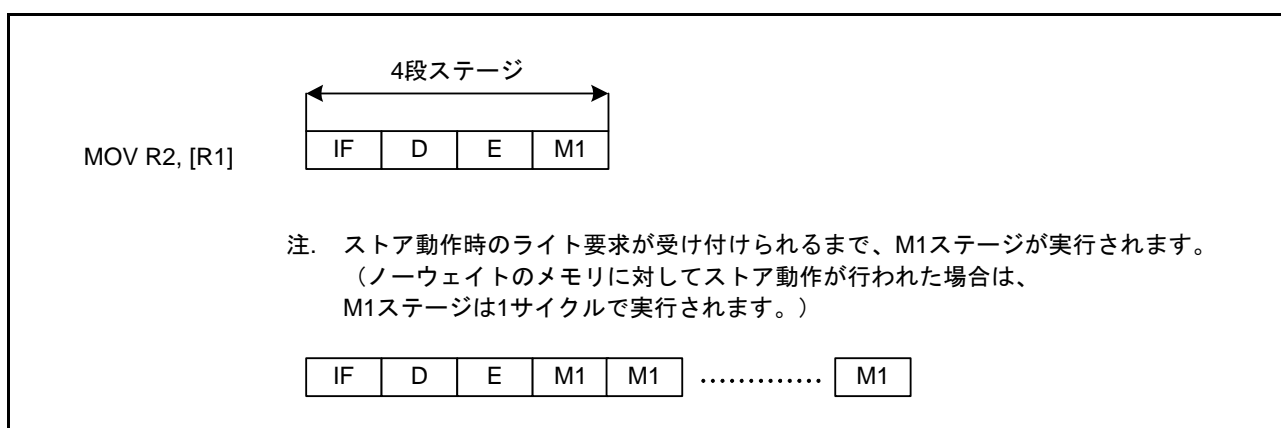 4段ステージ
MOV R2, [R1]
IF D E M1
注. ストア動作時のライト要求が受け付けられるまで、M1ステージが実行されます。
（ノーウェイトのメモリに対してストア動作が行われた場合は、
M1ステージは1サイクルで実行されます。）
IF D E M1 M1 ............. M1